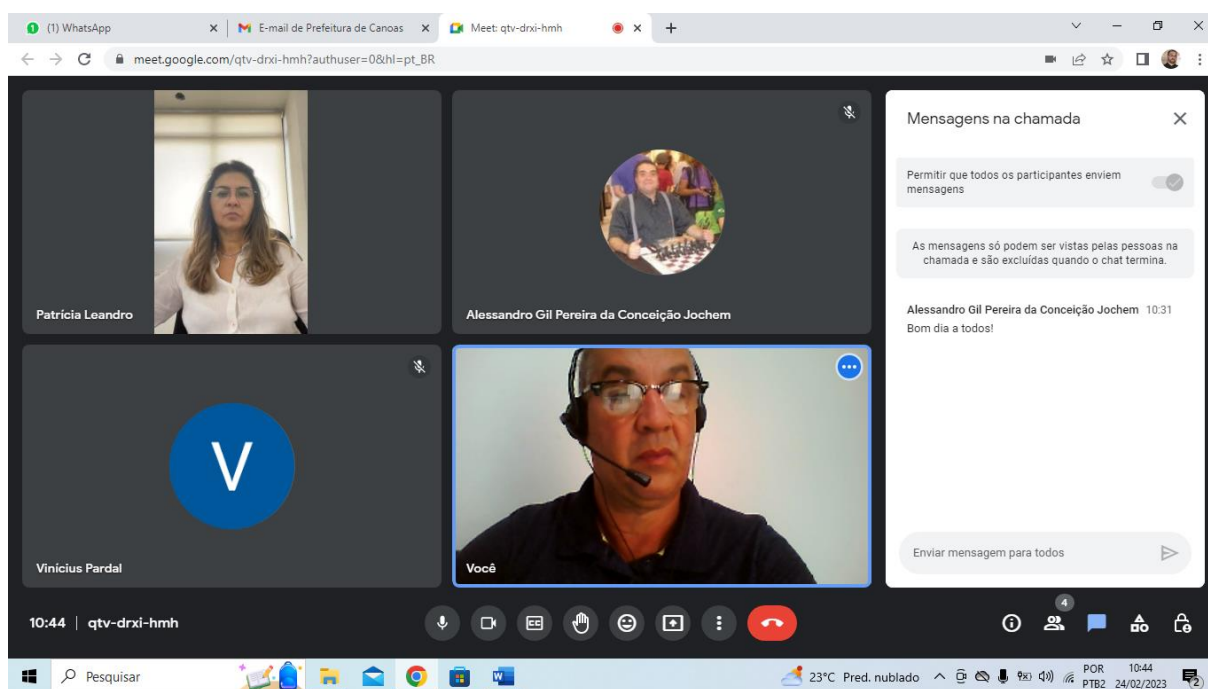 (1) WhatsApp
E-mail de Prefeitura de Canoas
Meet: qtv-drxi-hmh
meet.google.com/qtv-drxi-hmh?authuser=0&hl=pt_BR
Patrícia Leandro
Alessandro Gil Pereira da Conceição Jochem
V
Vinícius Pardal
Você
Mensagens na chamada
Permitir que todos os participantes enviem
mensagens
As mensagens só podem ser vistas pelas pessoas na
chamada e são excluídas quando o chat termina.
Alessandro Gil Pereira da Conceição Jochem 10:31
Bom dia a todos!
Enviar mensagem para todos
10:44 | qtv-drxi-hmh
CC
4
Pesquisar
W
23°C Pred. nublado
POR
PTB2
10:44
24/02/2023
2